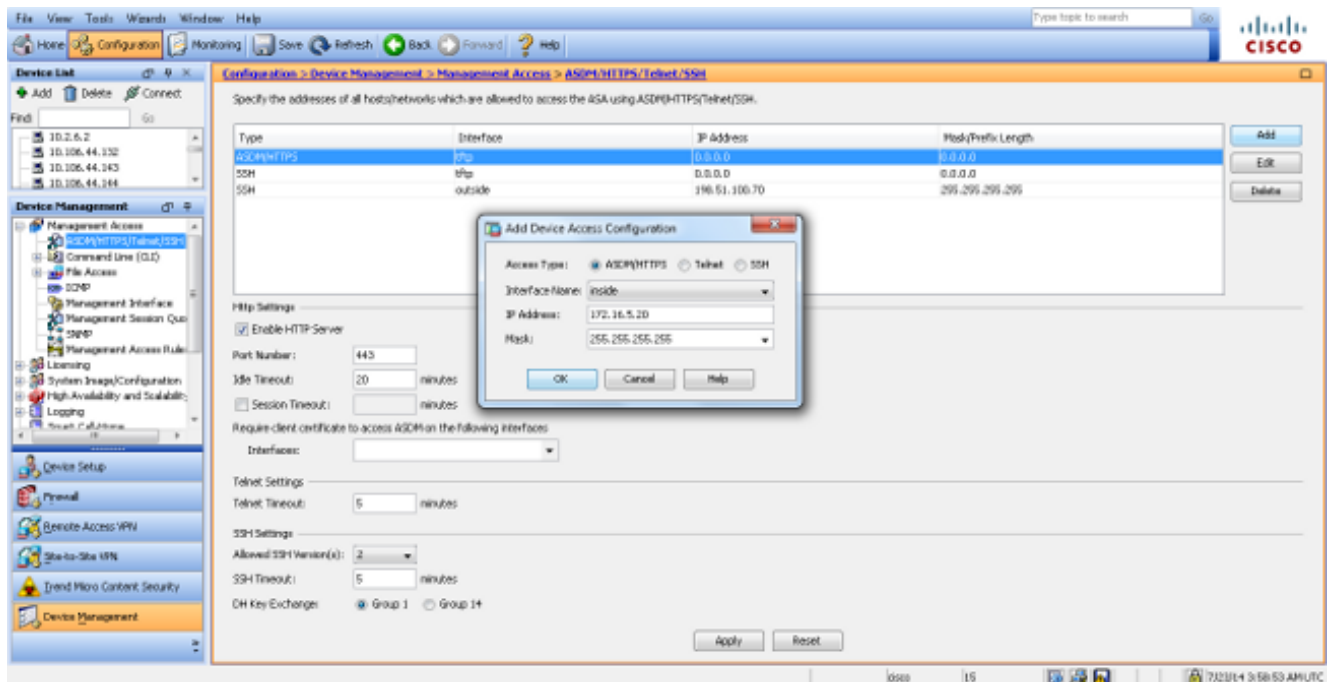 File View Tools Wizards Window Help
Type topic to search Go
Home Configuration Monitoring Save Refresh Back Forward Help
CISCO
Device List
Add Delete Connect
Find: Go
10.2.6.2
10.106.44.132
10.106.44.143
10.106.44.144
Device Management
Management Access
ASDM/HTTPS/Telnet/SSH
Command Line (CLI)
File Access
ICMP
Management Interface
Management Session Quo
SNMP
Management Access Rules
Licensing
System Image/Configuration
High Availability and Scalability
Logging
Smart Call-Home
Device Setup
Firewall
Remote Access VPN
Site-to-Site VPN
Trend Micro Content Security
Device Management
Configuration > Device Management > Management Access > ASDM/HTTPS/Telnet/SSH
Specify the addresses of all hosts/networks which are allowed to access the ASA using ASDM/HTTPS/Telnet/SSH.
Type Interface IP Address Mask/Prefix Length
ASDM/HTTPS tftp 0.0.0.0 0.0.0.0
SSH tftp 0.0.0.0 0.0.0.0
SSH outside 198.51.100.70 255.255.255.255
Add
Edit
Delete
Add Device Access Configuration
Access Type: ASDM/HTTPS Telnet SSH
Interface Name: inside
IP Address: 172.16.5.20
Mask: 255.255.255.255
OK Cancel Help
Http Settings
Enable HTTP Server
Port Number: 443
Idle Timeout: 20 minutes
Session Timeout: minutes
Require client certificate to access ASDM on the following interfaces
Interfaces:
Telnet Settings
Telnet Timeout: 5 minutes
SSH Settings
Allowed SSH Version(s): 2
SSH Timeout: 5 minutes
DH Key Exchange: Group 1 Group 14
Apply Reset
cisco 15 7/23/14 3:58:53 AM UTC